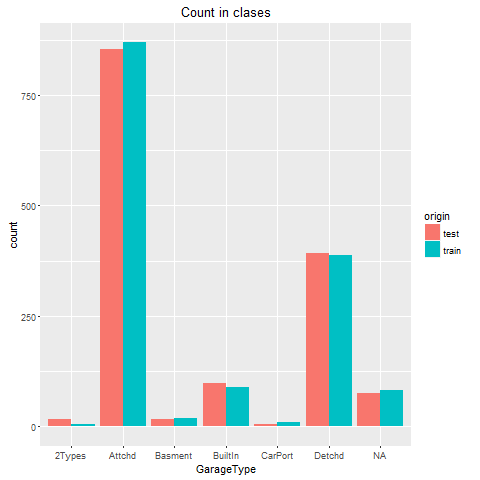 Count in clases
count
750
500
250
0
2Types Attchd Basment BuiltIn CarPort Detchd NA
GarageType
origin
test
train